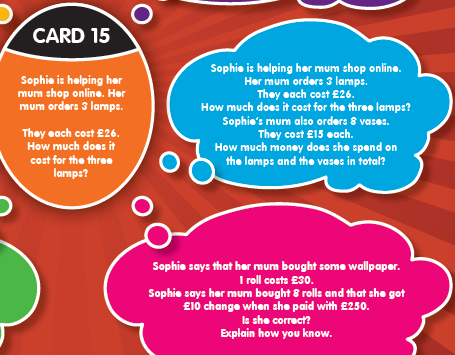 CARD 15
Sophie is helping her
mum shop online. Her
mum orders 3 lamps.
They each cost £26.
How much does it
cost for the three
lamps?
Sophie is helping her mum shop online.
Her mum orders 3 lamps.
They each cost £26.
How much does it cost for the three lamps?
Sophie's mum also orders 8 vases.
They cost £15 each.
How much money does she spend on
the lamps and the vases in total?
Sophie says that her mum bought some wallpaper.
1 roll costs £30.
Sophie says her mum bought 8 rolls and that she got
£10 change when she paid with £250.
Is she correct?
Explain how you know.